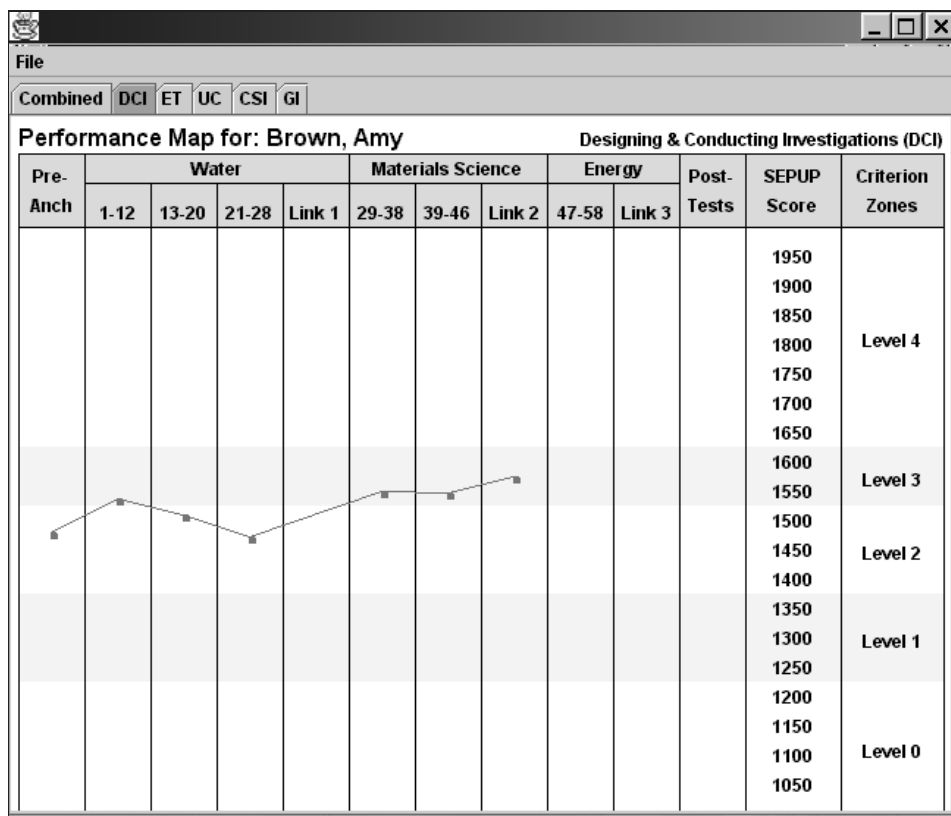 File
Combined DCI ET UC CSI GI
Performance Map for: Brown, Amy Designing & Conducting Investigations (DCI)
Pre- Water Materials Science Energy Post- SEPUP Criterion
Anch 1-12 13-20 21-28 Link 1 29-38 39-46 Link 2 47-58 Link 3 Tests Score Zones
1950
1900
1850
1800 Level 4
1750
1700
1650
1600
1550 Level 3
1500
1450 Level 2
1400
1350
1300 Level 1
1250
1200
1150
1100 Level 0
1050